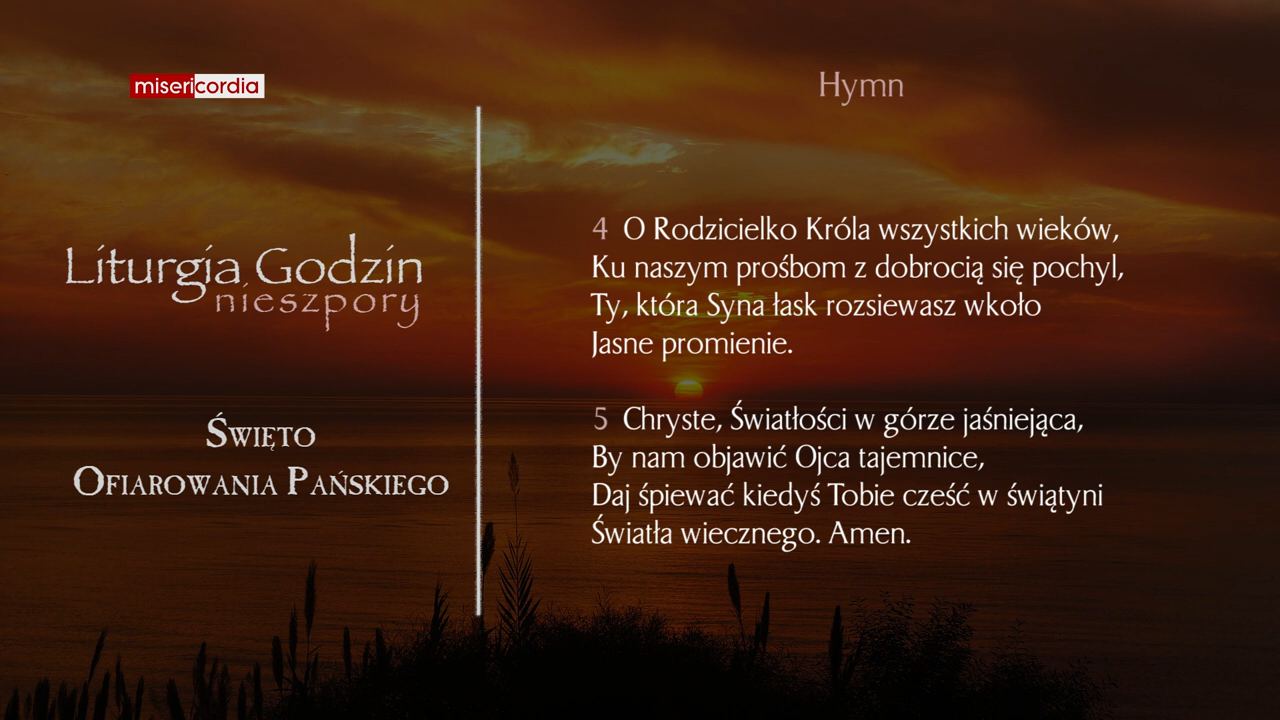 misericordia
Liturgia Godzin
nieszpory
Święto
Ofiarowania Pańskiego
Hymn
4 O Rodzicielko Króla wszystkich wieków,
Ku naszym prośbom z dobrocią się pochyl,
Ty, która Syna łask rozsiewasz wkoło
Jasne promienie.
5 Chryste, Światłości w górze jaśniejąca,
By nam objawić Ojca tajemnice,
Daj śpiewać kiedyś Tobie cześć w świątyni
Światła wiecznego. Amen.